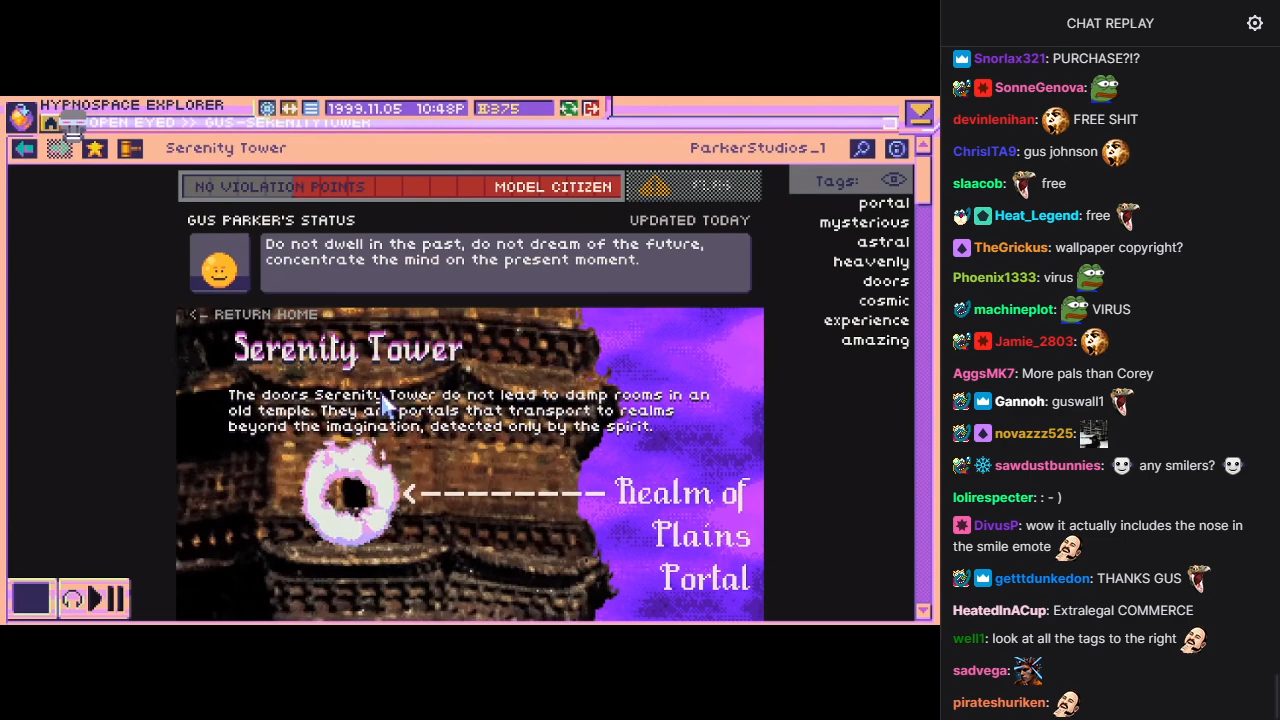 HYPNOSPACE EXPLORER
1999.11.05 10:48P
375
OPEN EYED >> GUS-SERENITYTOWER
Serenity Tower
ParkerStudios_1
NO VIOLATION POINTS
MODEL CITIZEN
FLAG
Tags:
portal
mysterious
astral
heavenly
doors
cosmic
experience
amazing
GUS PARKER'S STATUS
UPDATED TODAY
Do not dwell in the past, do not dream of the future,
concentrate the mind on the present moment.
<- RETURN HOME
Serenity Tower
The doors Serenity Tower do not lead to damp rooms in an
old temple. They are portals that transport to realms
beyond the imagination, detected only by the spirit.
Realm of
Plains
Portal
CHAT REPLAY
Snorlax321: PURCHASE?!?
SonneGenova:
devinlenihan: FREE SHIT
ChrisITA9: gus johnson
slaacob: free
Heat_Legend: free
TheGrickus: wallpaper copyright?
Phoenix1333: virus
machineplot: VIRUS
Jamie_2803:
AggsMK7: More pals than Corey
Gannoh: guswall1
novazzz525:
sawdustbunnies: any smilers?
lolirespecter: : - )
DivusP: wow it actually includes the nose in
the smile emote
getttdunkedon: THANKS GUS
HeatedInACup: Extralegal COMMERCE
well1: look at all the tags to the right
sadvega:
pirateshuriken: